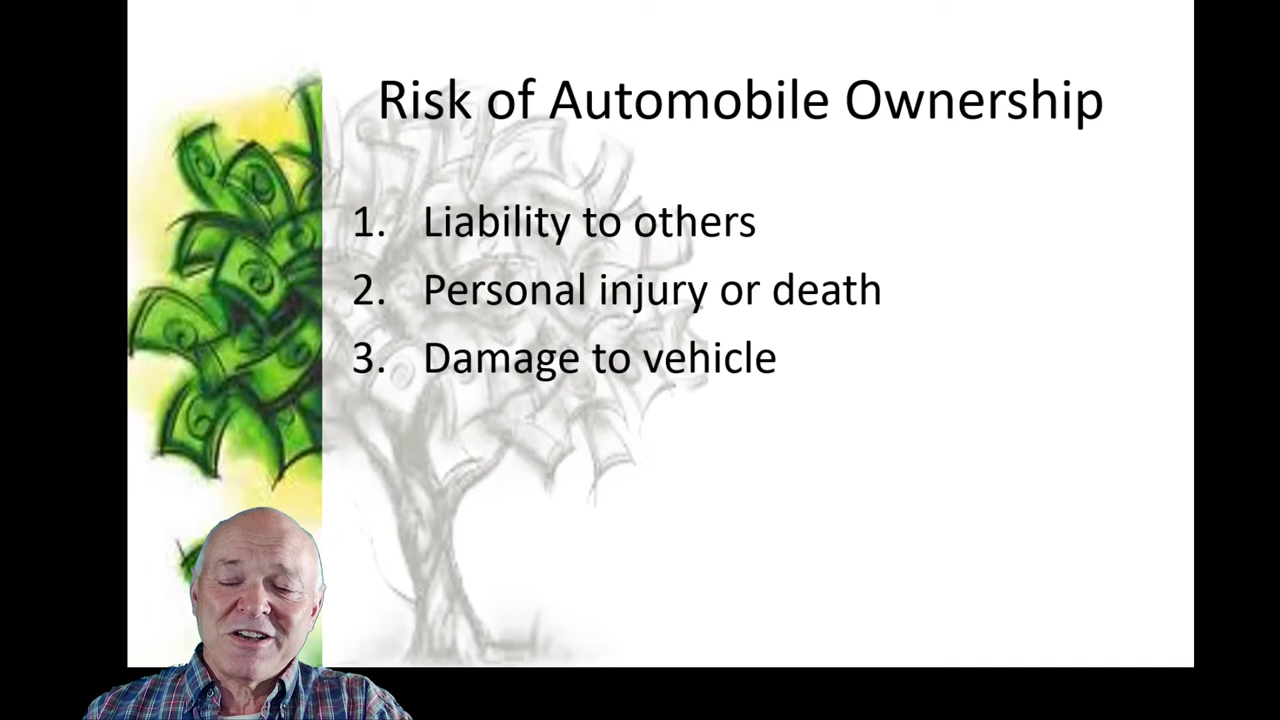 Risk of Automobile Ownership
1. Liability to others
2. Personal injury or death
3. Damage to vehicle